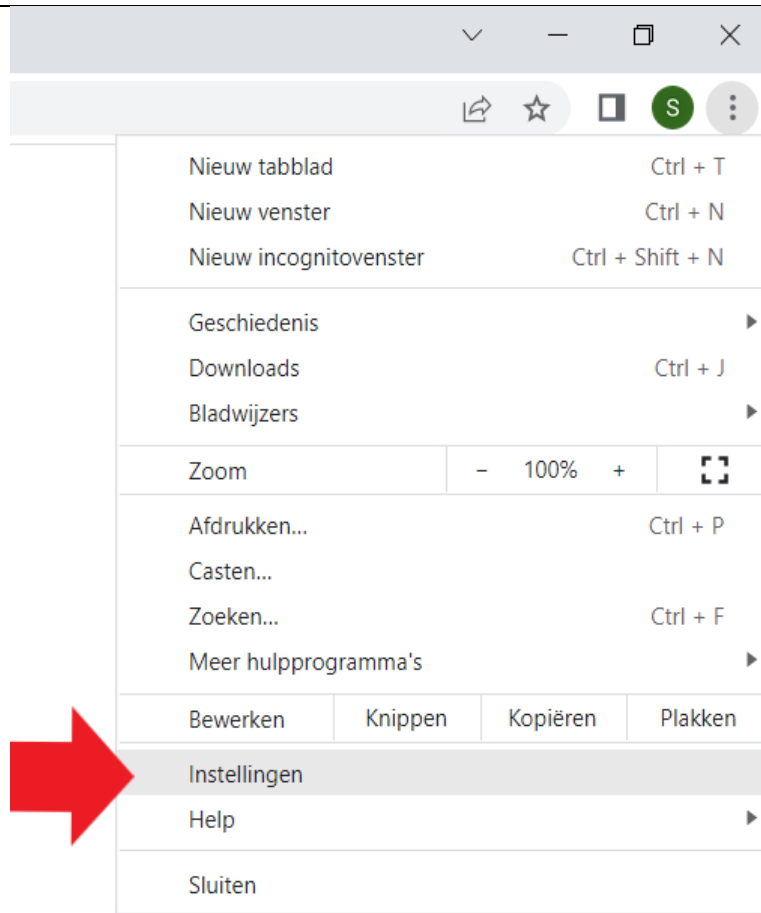 S
Nieuw tabblad Ctrl + T
Nieuw venster Ctrl + N
Nieuw incognitovenster Ctrl + Shift + N
Geschiedenis
Downloads Ctrl + J
Bladwijzers
Zoom - 100% +
Afdrukken... Ctrl + P
Casten...
Zoeken... Ctrl + F
Meer hulpprogramma's
Bewerken Knippen Kopiëren Plakken
Instellingen
Help
Sluiten